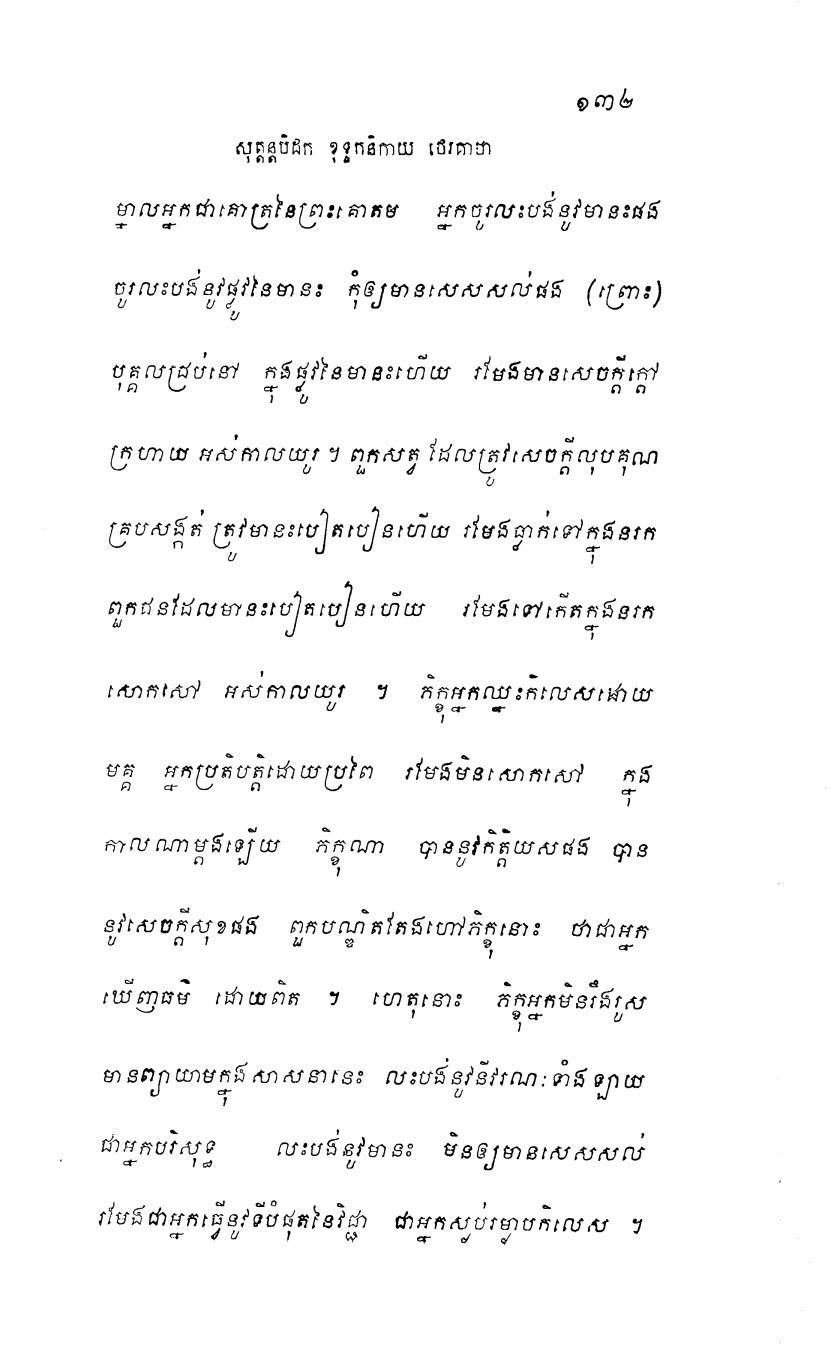 ១៣២
សុត្តន្តបិដក ខុទ្ទកនិកាយ ថេរគាថា
ម្នាលអ្នកជាគោត្រនៃព្រះគោតម អ្នកចូរលះបង់នូវមានះផង
ចូរលះបង់នូវផ្លូវនៃមានះ កុំឲ្យមានសេសសល់ផង (ព្រោះ)
បុគ្គលជ្រប់នៅ ក្នុងផ្លូវនៃមានះហើយ រមែងមានសេចក្តីក្តៅ
ក្រហាយ អស់កាលយូរ ។ ពួកសត្វ ដែលត្រូវសេចក្តីលុបគុណ
គ្របសង្កត់ ត្រូវមានះបៀតបៀនហើយ រមែងធ្លាក់ទៅក្នុងនរក
ពួកជនដែលមានះបៀតបៀនហើយ រមែងទៅកើតក្នុងនរក
សោកសៅ អស់កាលយូរ ។ ភិក្ខុអ្នកឈ្នះកិលេសដោយ
មគ្គ អ្នកប្រតិបត្តិដោយប្រពៃ រមែងមិនសោកសៅ ក្នុង
កាលណាម្តងឡើយ ភិក្ខុណា បាននូវកិត្តិយសផង បាន
នូវសេចក្តីសុខផង ពួកបណ្ឌិតតែងហៅភិក្ខុនោះ ថាជាអ្នក
ឃើញធម៌ ដោយពិត ។ ហេតុនោះ ភិក្ខុអ្នកមិនរឹងរូស
មានព្យាយាមក្នុងសាសនានេះ លះបង់នូវនីវរណៈទាំងឡាយ
ជាអ្នកបរិសុទ្ធ លះបង់នូវមានះ មិនឲ្យមានសេសសល់
រមែងជាអ្នកធ្វើនូវទីបំផុតនៃវិជ្ជា ជាអ្នកស្ងប់រម្ងាប់កិលេស ។